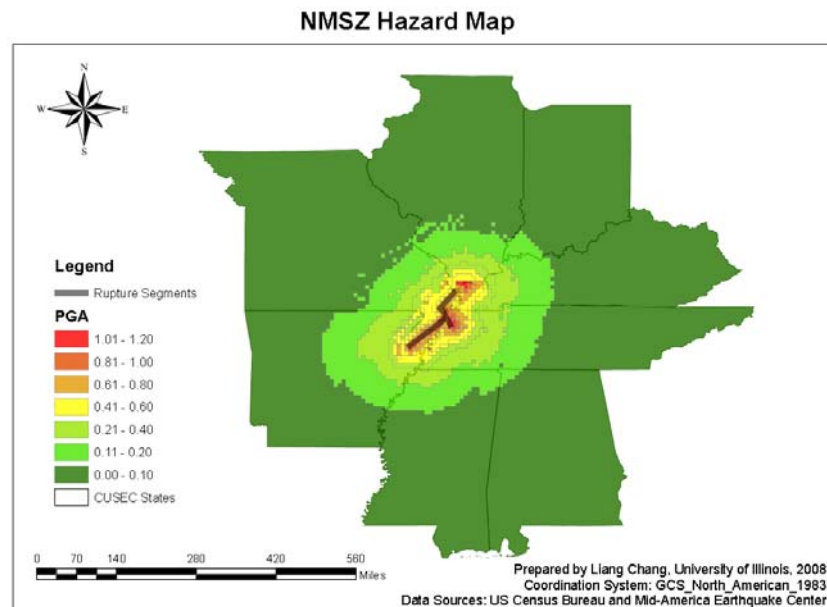 NMSZ Hazard Map
N
W
E
S
Legend
Rupture Segments
PGA
1.01 - 1.20
0.81 - 1.00
0.61 - 0.80
0.41 - 0.60
0.21 - 0.40
0.11 - 0.20
0.00 - 0.10
CUSEC States
0 70 140 280 420 560
Miles
Prepared by Liang Chang, University of Illinois, 2008
Coordination System: GCS_North_American_1983
Data Sources: US Census Bureau and Mid-America Earthquake Center